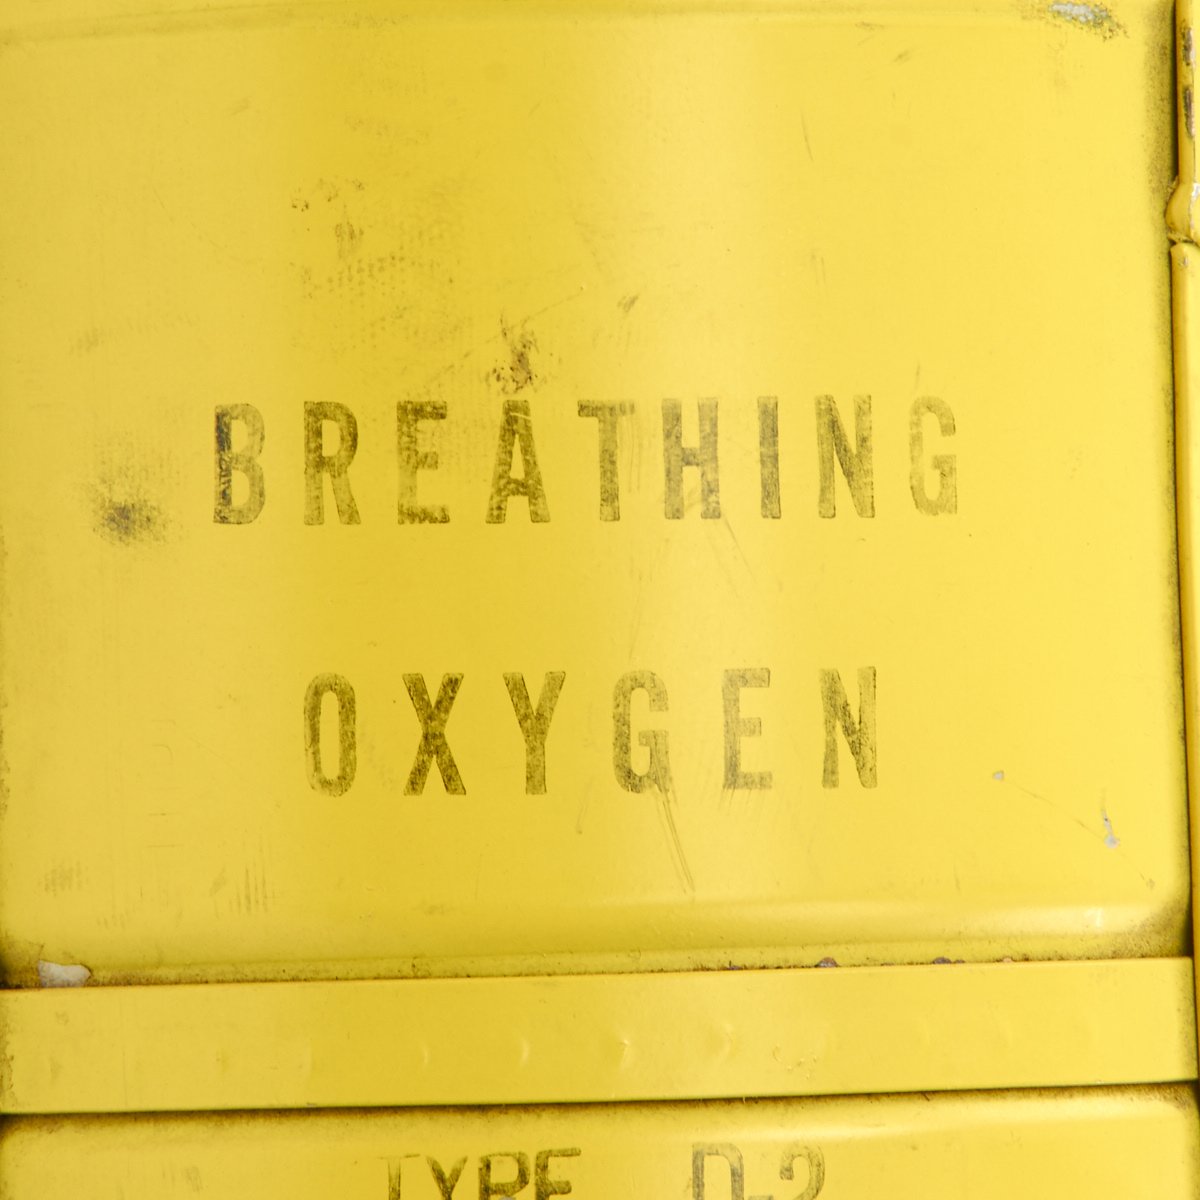 BREATHING
OXYGEN
TYPE D-2